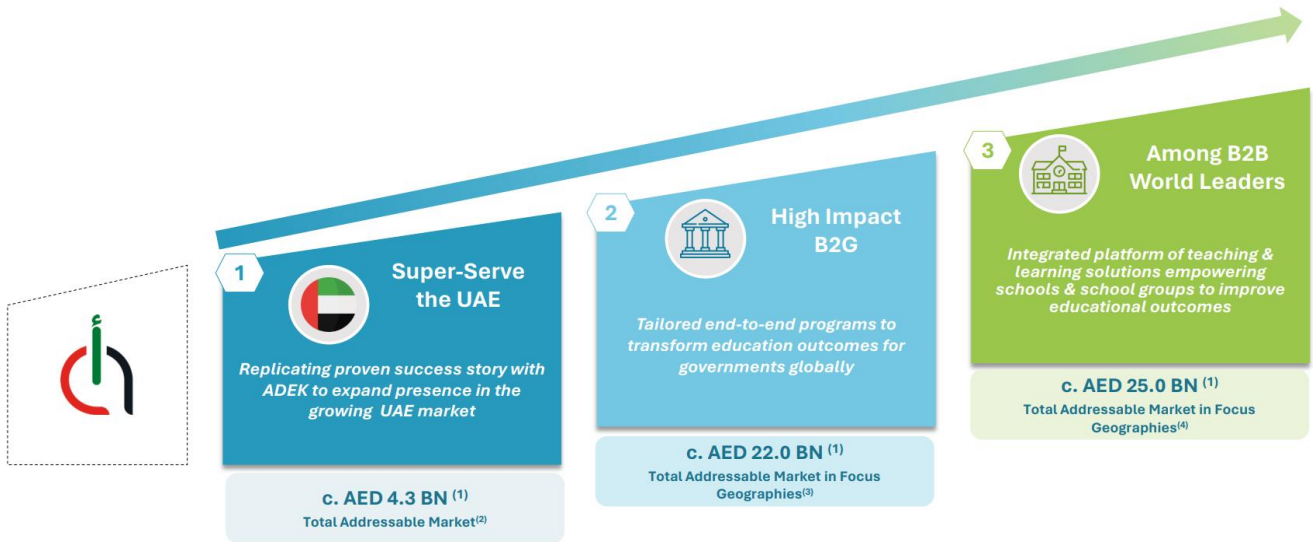 1
Super-Serve
the UAE
Replicating proven success story with
ADEK to expand presence in the
growing UAE market
c. AED 4.3 BN (1)
Total Addressable Market(2)
2
High Impact
B2G
Tailored end-to-end programs to
transform education outcomes for
governments globally
c. AED 22.0 BN (1)
Total Addressable Market in Focus
Geographies(3)
3
Among B2B
World Leaders
Integrated platform of teaching &
learning solutions empowering
schools & school groups to improve
educational outcomes
c. AED 25.0 BN (1)
Total Addressable Market in Focus
Geographies(4)